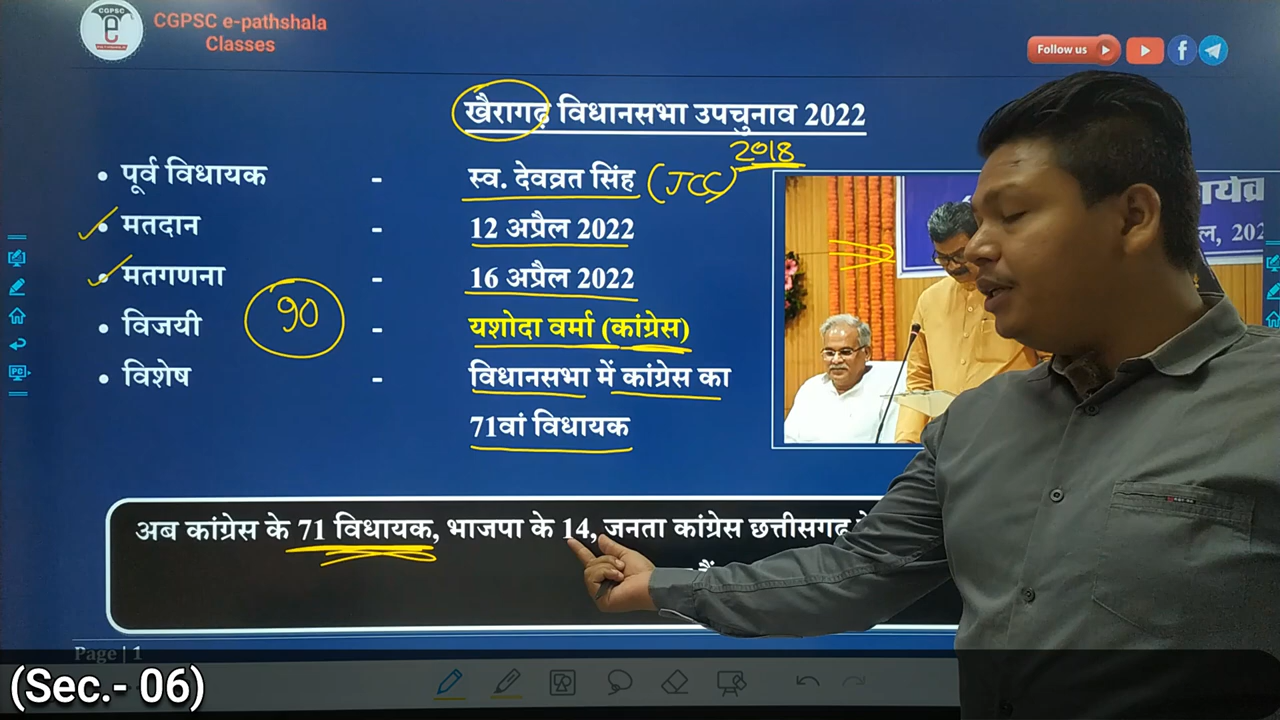 CGPSC
e
CGPSC e-pathshala
Classes
Follow us
खैरागढ़ विधानसभा उपचुनाव 2022
2018
• पूर्व विधायक - स्व. देवव्रत सिंह (JCC)
• मतदान - 12 अप्रैल 2022
• मतगणना - 16 अप्रैल 2022
90
• विजयी - यशोदा वर्मा (कांग्रेस)
• विशेष - विधानसभा में कांग्रेस का
71वां विधायक
अब कांग्रेस के 71 विधायक, भाजपा के 14, जनता कांग्रेस छत्तीसगढ़
Page | 1
(Sec.- 06)